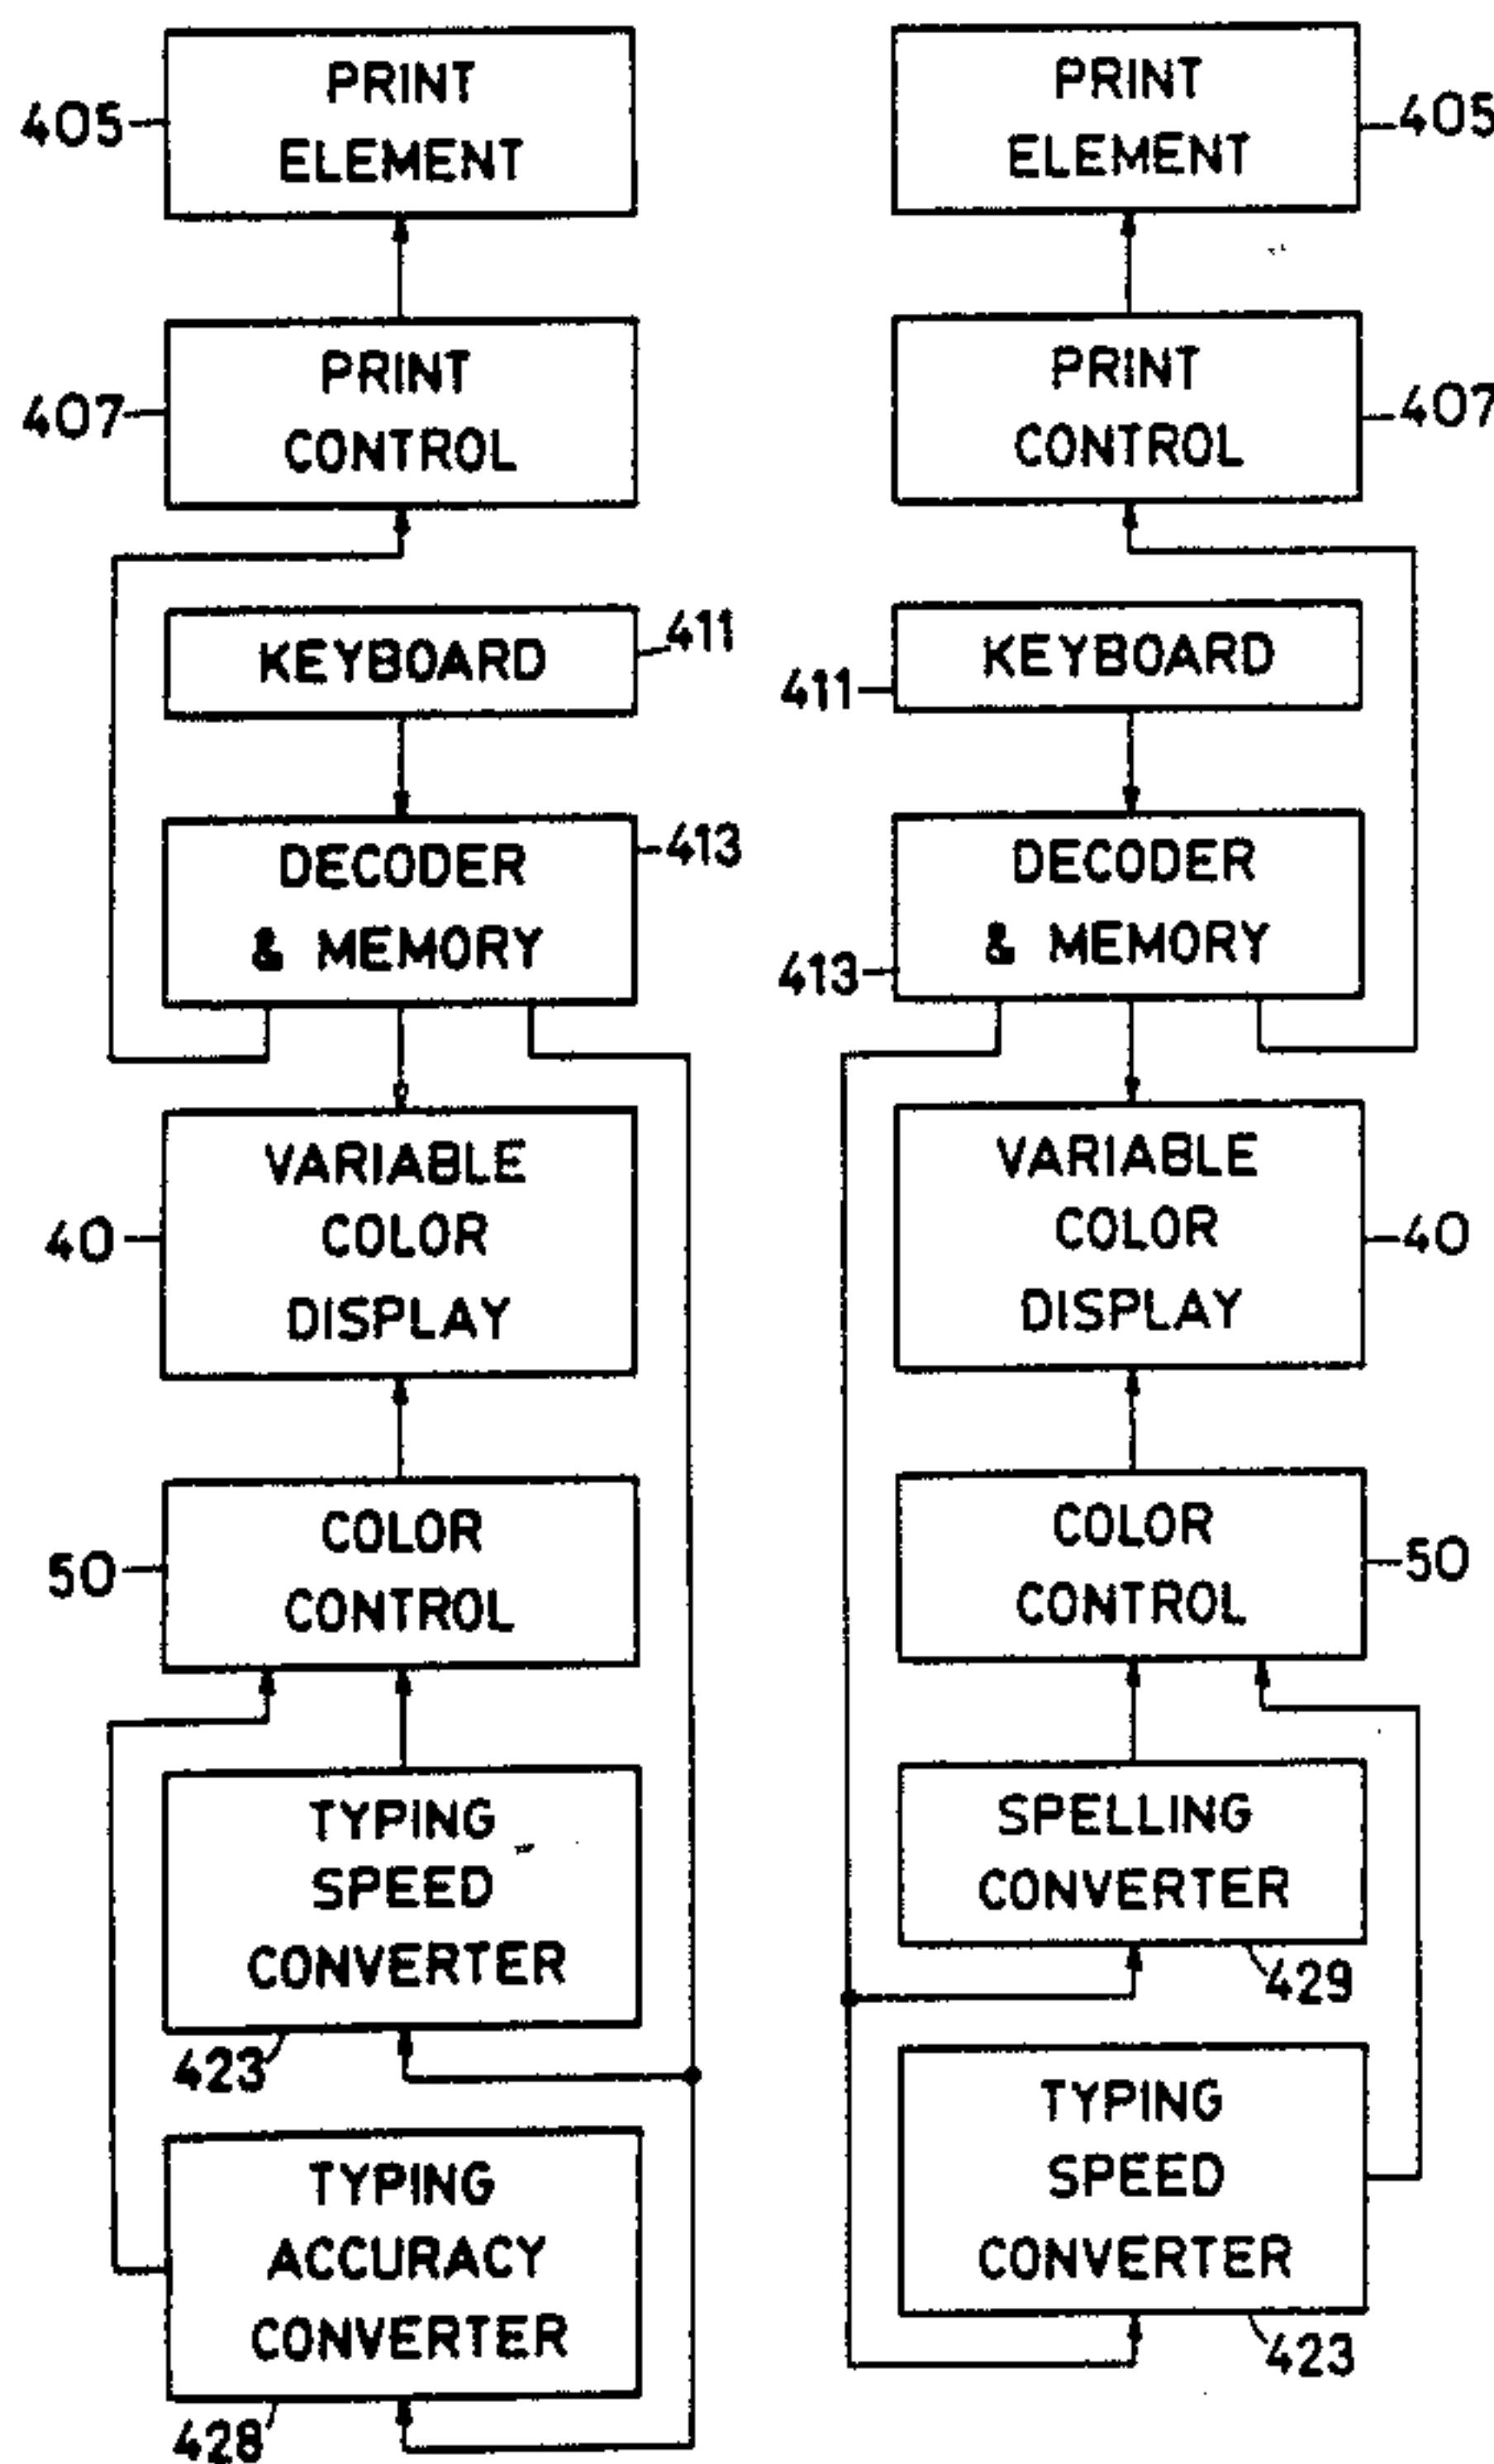 PRINT
ELEMENT
405
PRINT
CONTROL
407
KEYBOARD
411
DECODER
& MEMORY
413
VARIABLE
COLOR
DISPLAY
40
COLOR
CONTROL
50
TYPING
SPEED
CONVERTER
423
TYPING
ACCURACY
CONVERTER
428
PRINT
ELEMENT
405
PRINT
CONTROL
407
KEYBOARD
411
DECODER
& MEMORY
413
VARIABLE
COLOR
DISPLAY
40
COLOR
CONTROL
50
SPELLING
CONVERTER
429
TYPING
SPEED
CONVERTER
423